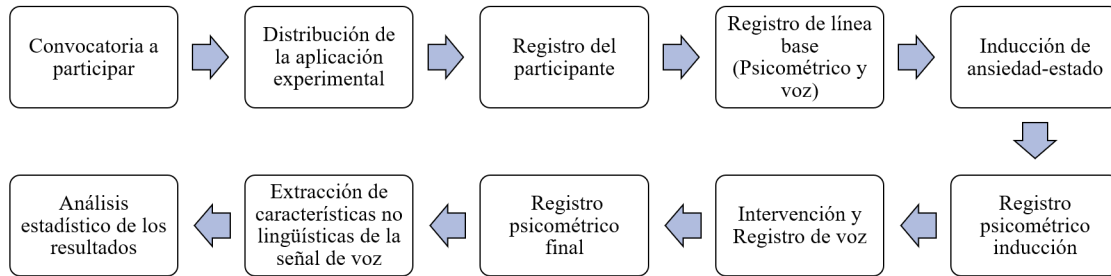 Convocatoria a
participar
Distribución de
la aplicación
experimental
Registro del
participante
Registro de línea
base
(Psicométrico y
voz)
Inducción de
ansiedad-estado
Registro
psicométrico
inducción
Intervención y
Registro de voz
Registro
psicométrico
final
Extracción de
características no
lingüísticas de la
señal de voz
Análisis
estadístico de los
resultados